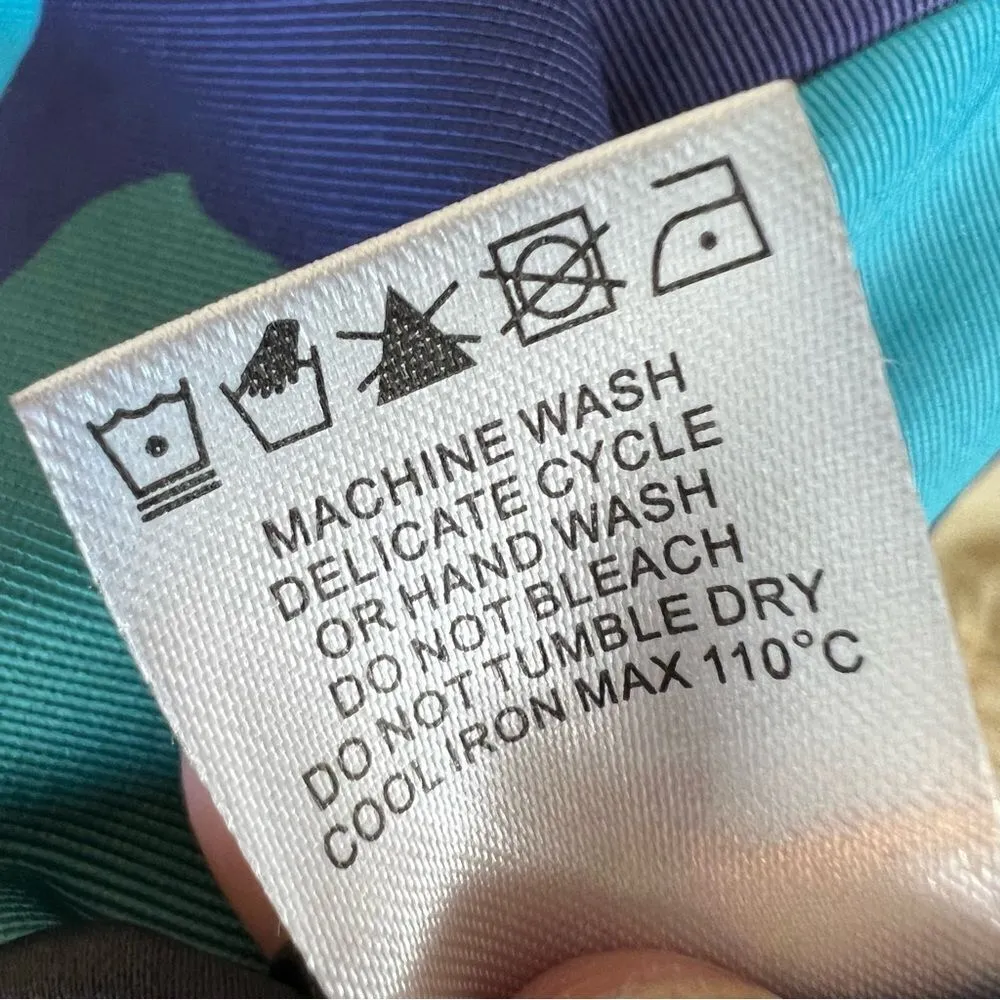 MACHINE WASH
DELICATE CYCLE
OR HAND WASH
DO NOT BLEACH
DO NOT TUMBLE DRY
COOL IRON MAX 110°C